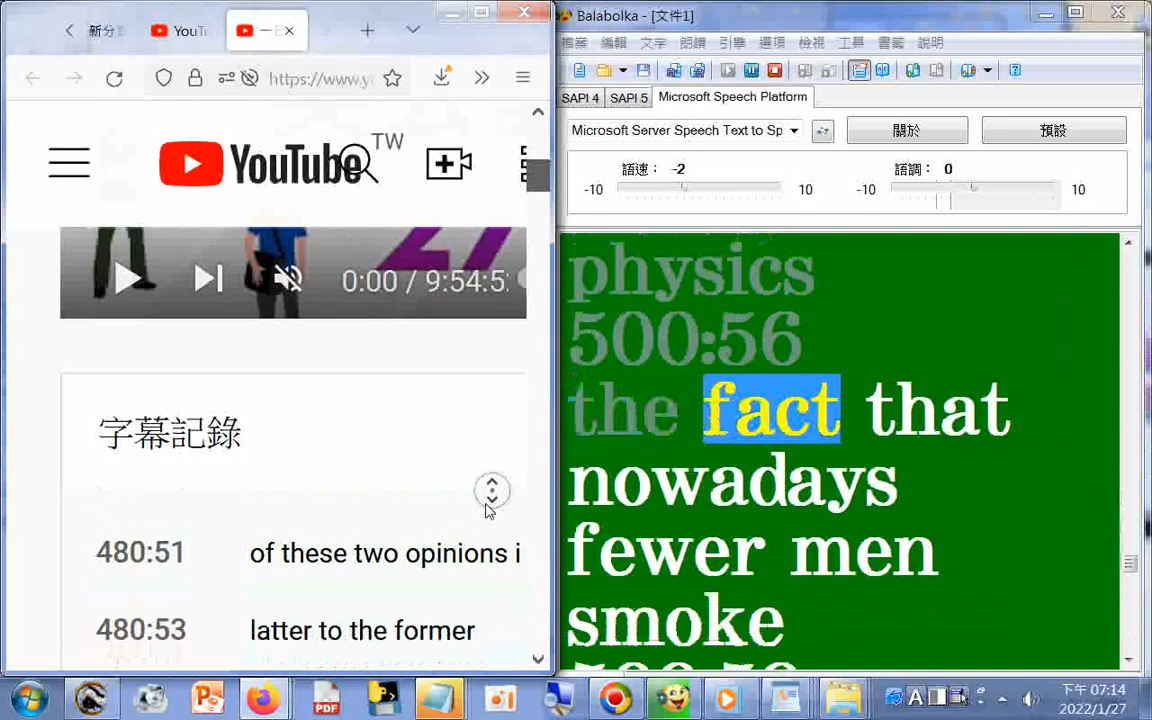 新分
YouT
一 E
https://www.y
YouTube
TW
0:00 / 9:54:5
字幕記錄
480:51
of these two opinions i
480:53
latter to the former
Balabolka - [文件1]
檔案 編輯 文字 朗讀 引擎 選項 檢視 工具 書籤 說明
SAPI 4 SAPI 5 Microsoft Speech Platform
Microsoft Server Speech Text to Sp
關於
預設
語速： -2
-10
10
語調： 0
-10
10
physics
500:56
the fact that
nowadays
fewer men
smoke
PDF
A
下午 07:14
2022/1/27